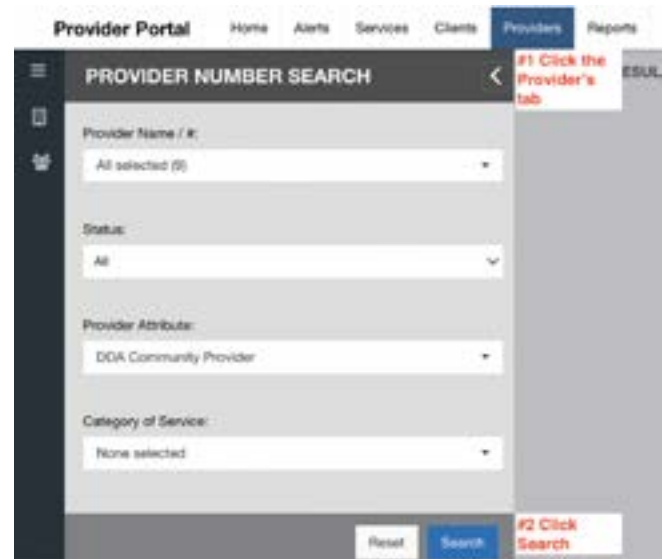 Provider Portal Home Alerts Services Clients Providers Reports
PROVIDER NUMBER SEARCH
#1 Click the
Provider's
tab
ESUL
Provider Name / #:
All selected (9)
Status:
All
Provider Attribute:
DDA Community Provider
Category of Service:
None selected
Reset Search
#2 Click
Search